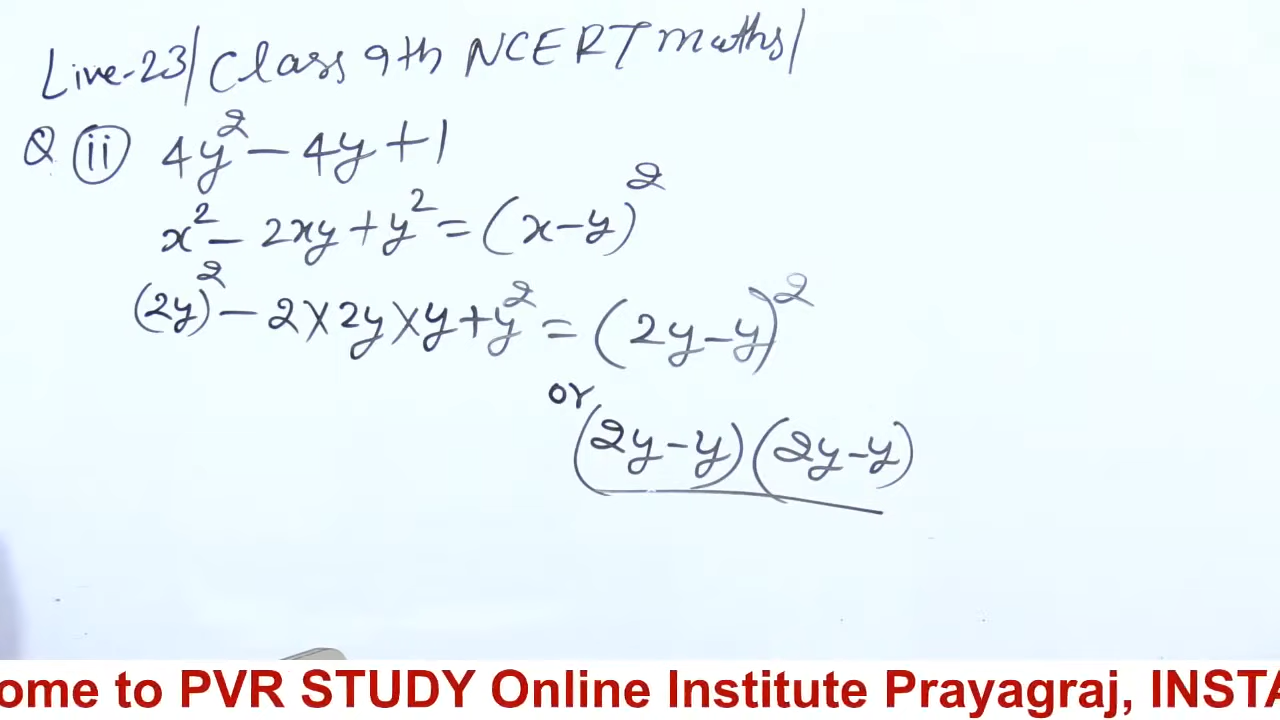 Live-23/Class 9th NCERT maths/
Q (ii) 4y² - 4y + 1
x² - 2xy + y² = (x-y)²
(2y)² - 2 × 2y × y + y² = (2y-y)²
or
(2y-y)(2y-y)
ome to PVR STUDY Online Institute Prayagraj, INSTA